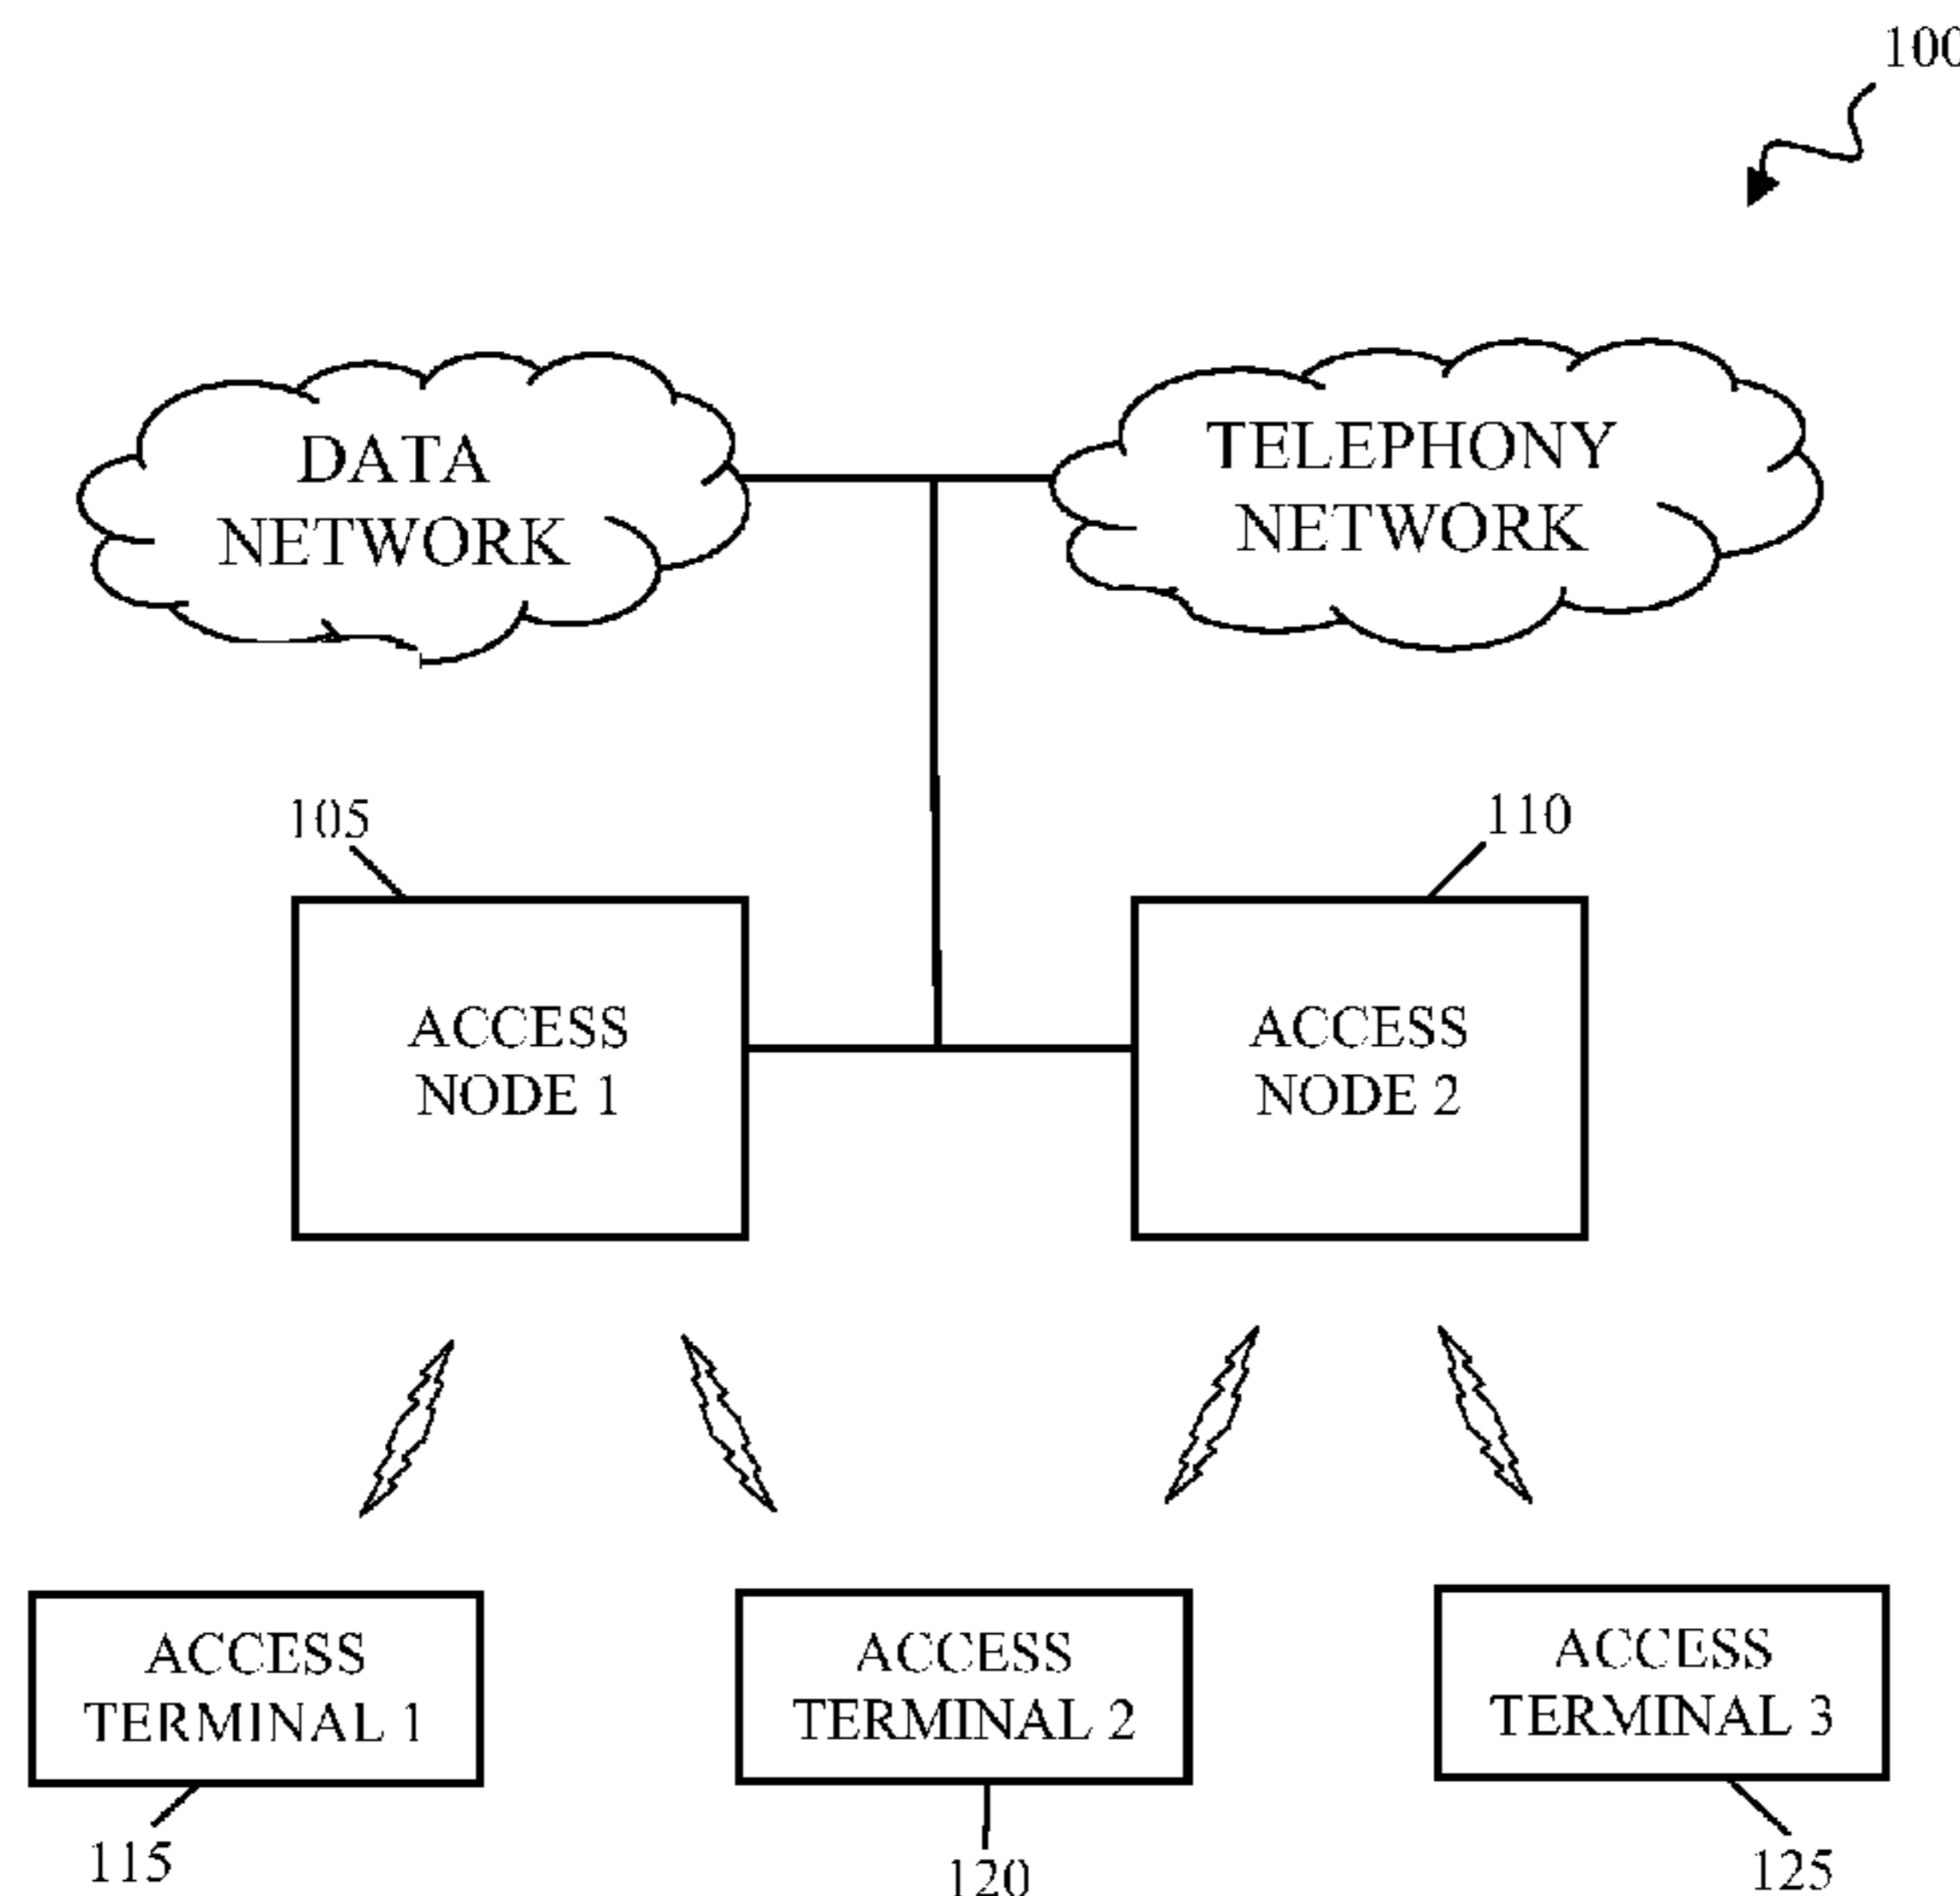 100
DATA
NETWORK
TELEPHONY
NETWORK
105
110
ACCESS
NODE 1
ACCESS
NODE 2
ACCESS
TERMINAL 1
ACCESS
TERMINAL 2
ACCESS
TERMINAL 3
115
120
125